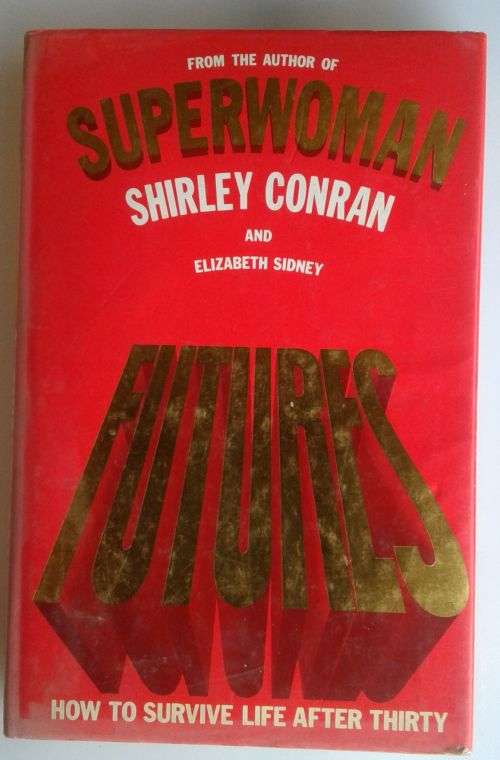 FROM THE AUTHOR OF
SUPERWOMAN
SHIRLEY CONRAN
AND
ELIZABETH SIDNEY
FUTURES
HOW TO SURVIVE LIFE AFTER THIRTY